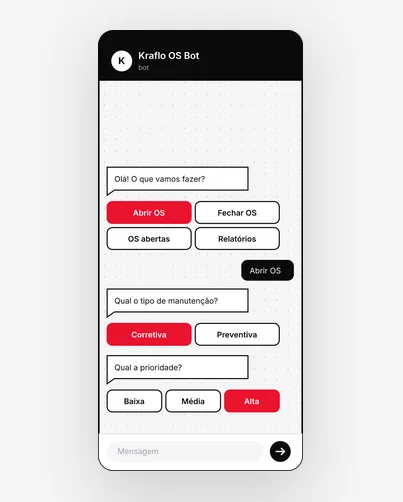 K
Kraflo OS Bot
bot
Olá! O que vamos fazer?
Abrir OS
Fechar OS
OS abertas
Relatórios
Abrir OS
Qual o tipo de manutenção?
Corretiva
Preventiva
Qual a prioridade?
Baixa
Média
Alta
Mensagem